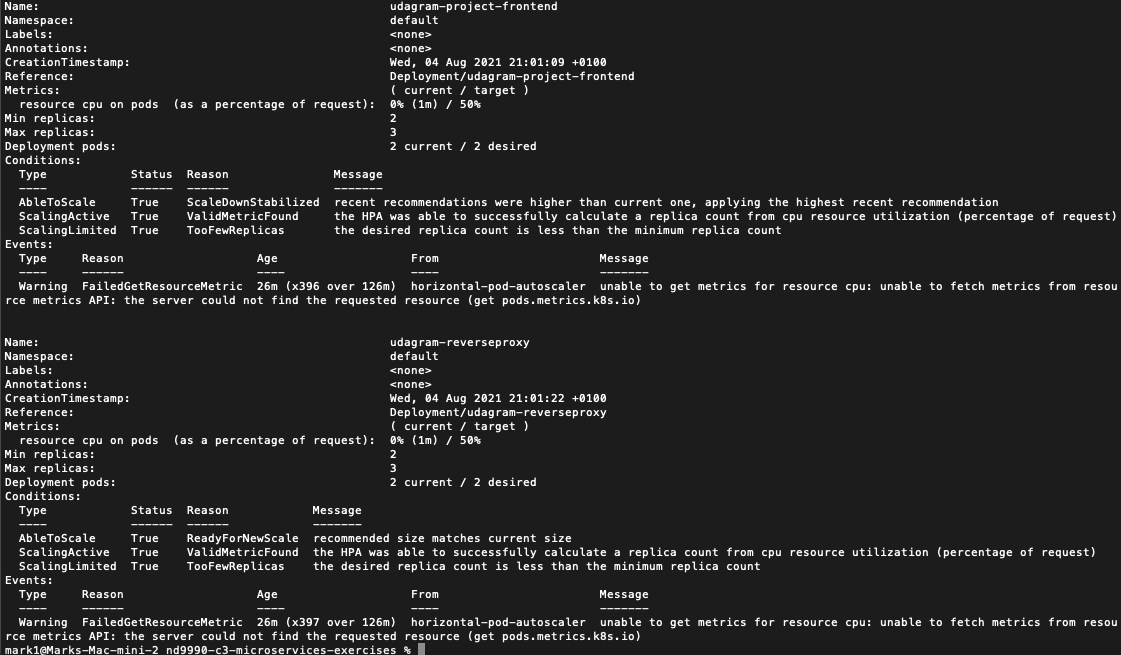 Name:                                                  udagram-project-frontend
Namespace:                                             default
Labels:                                                <none>
Annotations:                                           <none>
CreationTimestamp:                                     Wed, 04 Aug 2021 21:01:09 +0100
Reference:                                             Deployment/udagram-project-frontend
Metrics:                                               ( current / target )
  resource cpu on pods  (as a percentage of request):  0% (1m) / 50%
Min replicas:                                          2
Max replicas:                                          3
Deployment pods:                                       2 current / 2 desired
Conditions:
  Type            Status  Reason             Message
  ----            ------  ------             -------
  AbleToScale     True    ScaleDownStabilized  recent recommendations were higher than current one, applying the highest recent recommendation
  ScalingActive   True    ValidMetricFound     the HPA was able to successfully calculate a replica count from cpu resource utilization (percentage of request)
  ScalingLimited  True    TooFewReplicas       the desired replica count is less than the minimum replica count
Events:
  Type     Reason                   Age                   From                       Message
  ----     ------                   ----                  ----                       -------
  Warning  FailedGetResourceMetric  26m (x396 over 126m)  horizontal-pod-autoscaler  unable to get metrics for resource cpu: unable to fetch metrics from resou
rce metrics API: the server could not find the requested resource (get pods.metrics.k8s.io)
Name:                                                  udagram-reverseproxy
Namespace:                                             default
Labels:                                                <none>
Annotations:                                           <none>
CreationTimestamp:                                     Wed, 04 Aug 2021 21:01:22 +0100
Reference:                                             Deployment/udagram-reverseproxy
Metrics:                                               ( current / target )
  resource cpu on pods  (as a percentage of request):  0% (1m) / 50%
Min replicas:                                          2
Max replicas:                                          3
Deployment pods:                                       2 current / 2 desired
Conditions:
  Type            Status  Reason            Message
  ----            ------  ------            -------
  AbleToScale     True    ReadyForNewScale  recommended size matches current size
  ScalingActive   True    ValidMetricFound  the HPA was able to successfully calculate a replica count from cpu resource utilization (percentage of request)
  ScalingLimited  True    TooFewReplicas    the desired replica count is less than the minimum replica count
Events:
  Type     Reason                   Age                   From                       Message
  ----     ------                   ----                  ----                       -------
  Warning  FailedGetResourceMetric  26m (x397 over 126m)  horizontal-pod-autoscaler  unable to get metrics for resource cpu: unable to fetch metrics from resou
rce metrics API: the server could not find the requested resource (get pods.metrics.k8s.io)
mark1@Marks-Mac-mini-2 nd9990-c3-microservices-exercises %